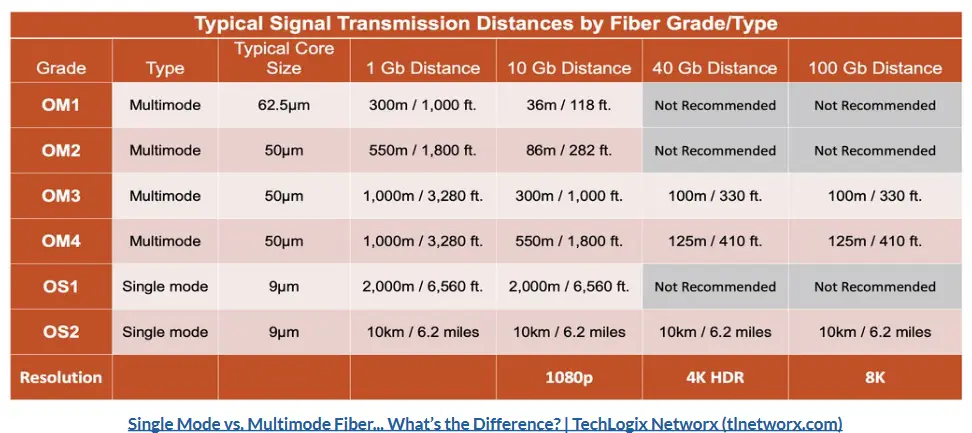 Typical Signal Transmission Distances by Fiber Grade/Type
Grade Type Typical Core Size 1 Gb Distance 10 Gb Distance 40 Gb Distance 100 Gb Distance
OM1 Multimode 62.5µm 300m / 1,000 ft. 36m / 118 ft. Not Recommended Not Recommended
OM2 Multimode 50µm 550m / 1,800 ft. 86m / 282 ft. Not Recommended Not Recommended
OM3 Multimode 50µm 1,000m / 3,280 ft. 300m / 1,000 ft. 100m / 330 ft. 100m / 330 ft.
OM4 Multimode 50µm 1,000m / 3,280 ft. 550m / 1,800 ft. 125m / 410 ft. 125m / 410 ft.
OS1 Single mode 9µm 2,000m / 6,560 ft. 2,000m / 6,560 ft. Not Recommended Not Recommended
OS2 Single mode 9µm 10km / 6.2 miles 10km / 6.2 miles 10km / 6.2 miles 10km / 6.2 miles
Resolution 1080p 4K HDR 8K
Single Mode vs. Multimode Fiber... What's the Difference? | TechLogix Networx (tlnetworx.com)